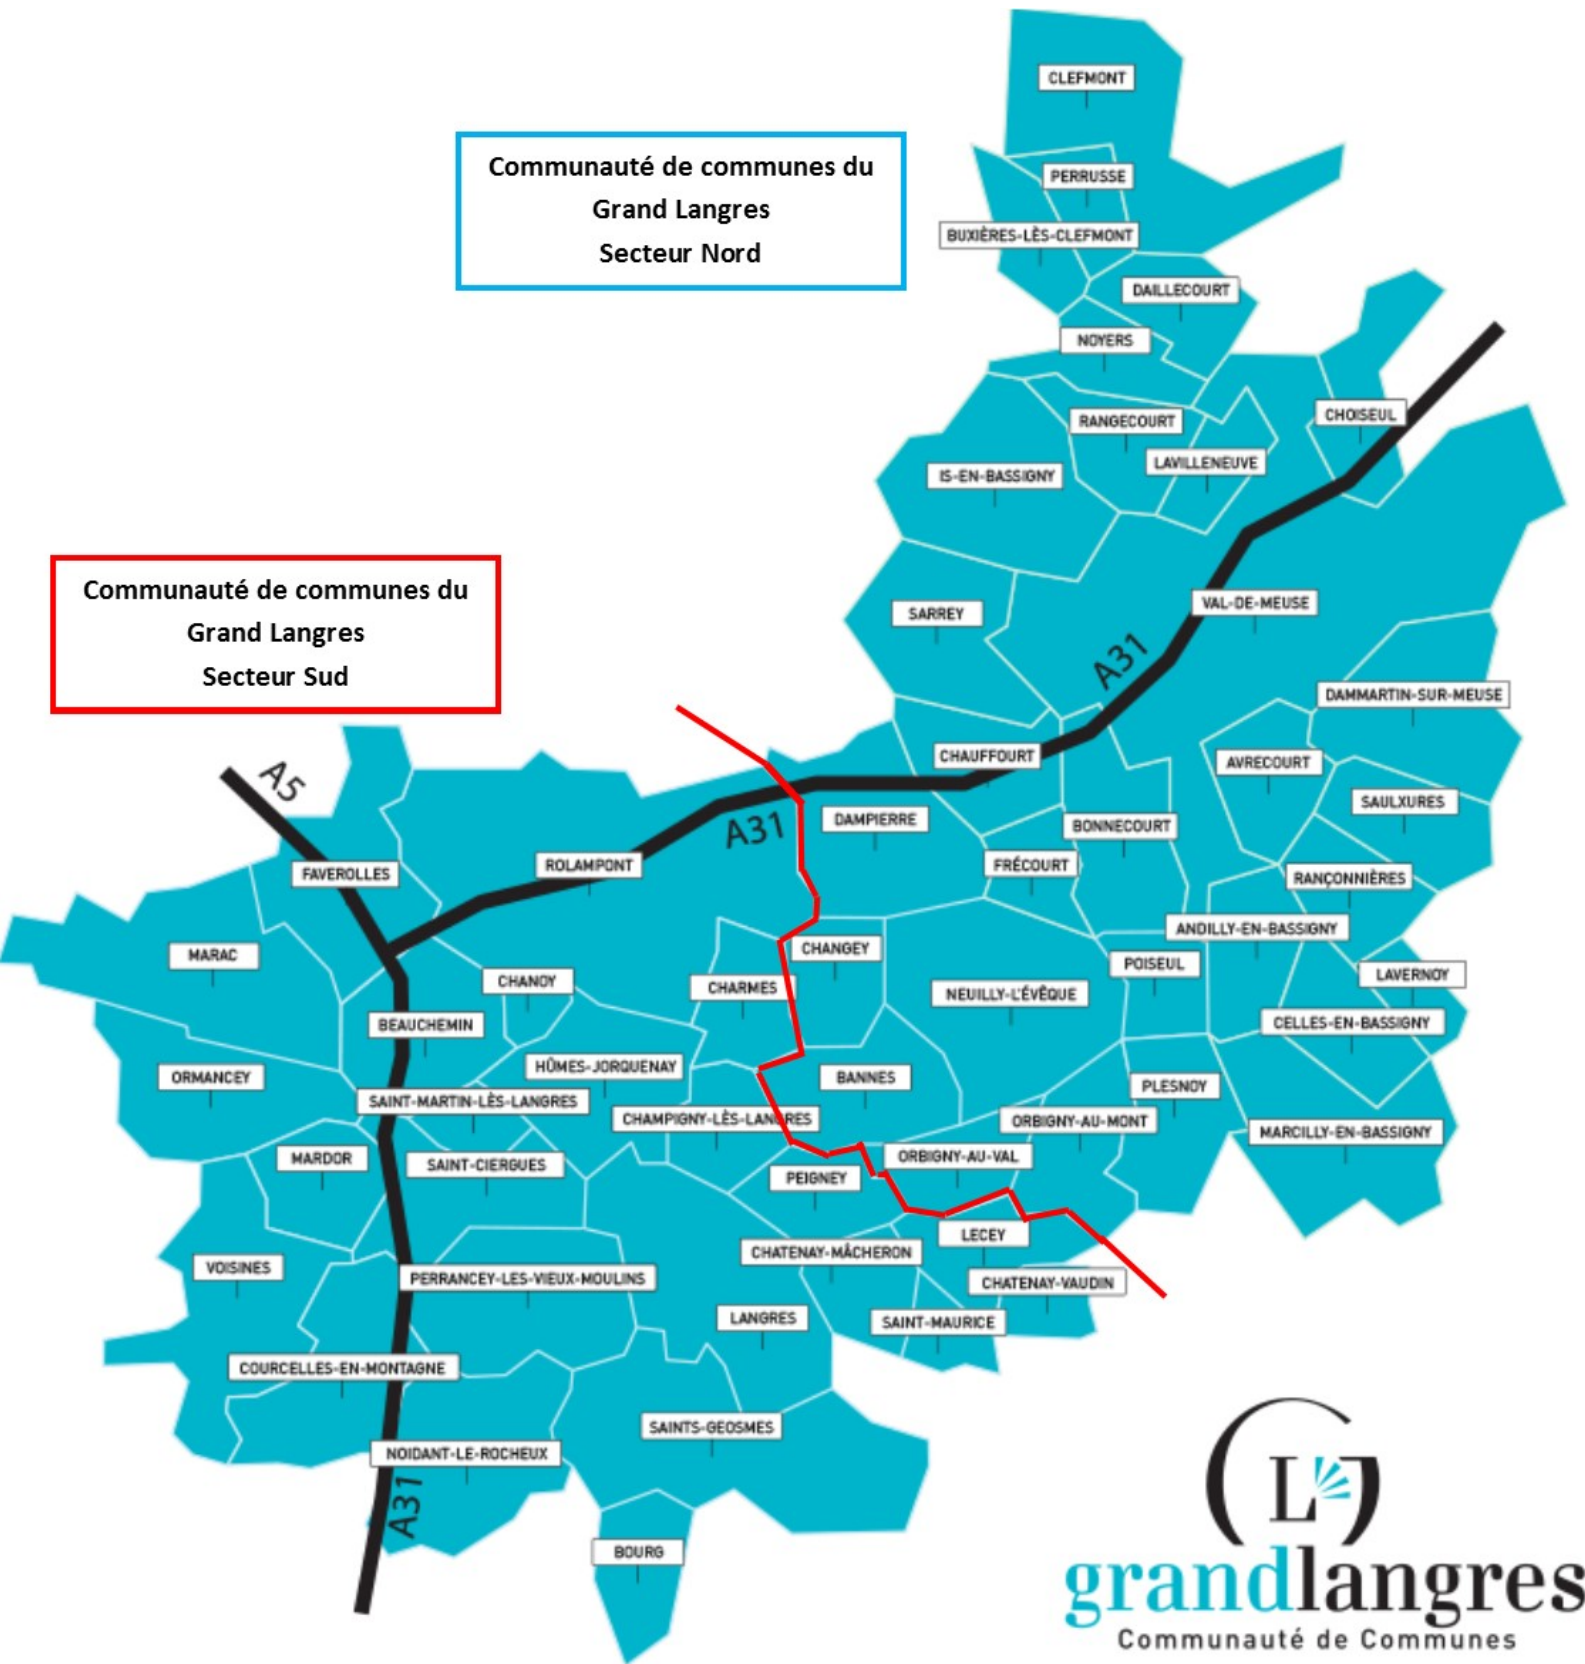 CLEFMONT
Communauté de communes du
Grand Langres
Secteur Nord
PERRUSSE
BUXIÈRES-LÈS-CLEFMONT
DAILLECOURT
NOYERS
CHOISEUL
RANGECOURT
LAVILLENEUVE
IS-EN-BASSIGNY
Communauté de communes du
Grand Langres
Secteur Sud
VAL-DE-MEUSE
SARREY
A31
DAMMARTIN-SUR-MEUSE
CHAUFFOURT
AVRECOURT
A5
SAULXURES
A31
DAMPIERRE
BONNECOURT
ROLAMPONT
FRÉCOURT
FAVEROLLES
RANÇONNIÈRES
ANDILLY-EN-BASSIGNY
CHANGEY
MARAC
POISEUL
LAVERNOY
CHANOY
CHARMES
NEUILLY-L'ÉVÊQUE
BEAUCHEMIN
CELLES-EN-BASSIGNY
HÛMES-JORQUENAY
ORMANCEY
BANNES
PLESNOY
SAINT-MARTIN-LÈS-LANGRES
CHAMPIGNY-LÈS-LANGRES
ORBIGNY-AU-MONT
MARCILLY-EN-BASSIGNY
MARDOR
SAINT-CIERGUES
ORBIGNY-AU-VAL
PEIGNEY
LECEY
CHATENAY-MÂCHERON
VOISINES
PERRANCEY-LES-VIEUX-MOULINS
CHATENAY-VAUDIN
LANGRES
SAINT-MAURICE
COURCELLES-EN-MONTAGNE
SAINTS-GEOSMES
NOIDANT-LE-ROCHEUX
A31
BOURG
L
grandlangres
Communauté de Communes